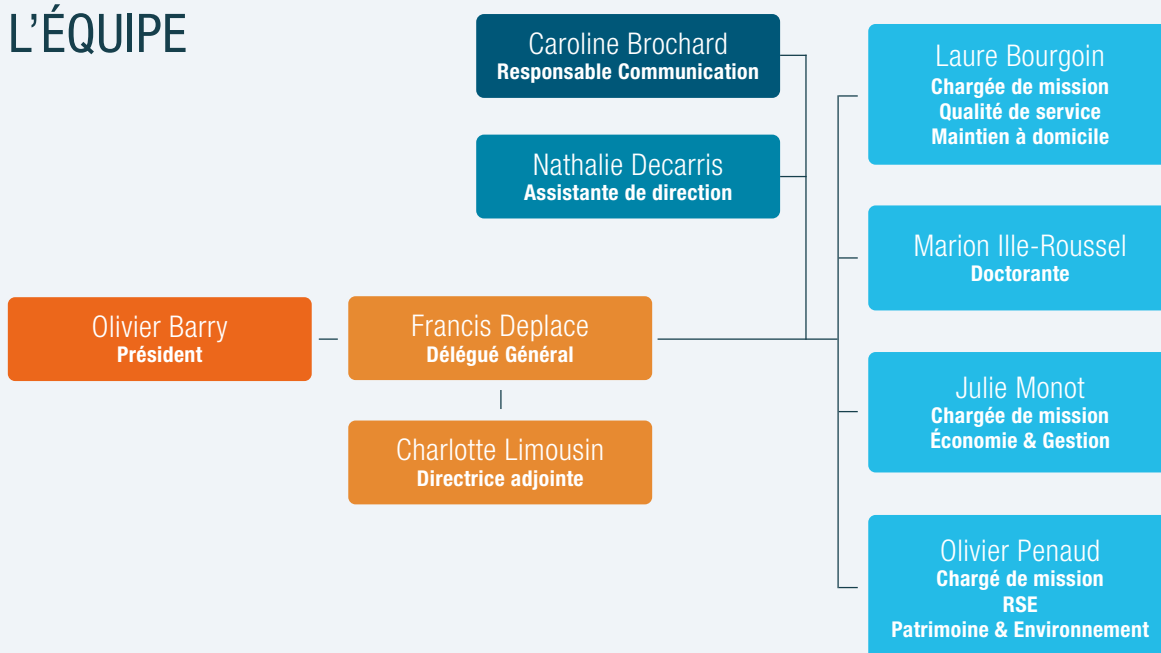 L'ÉQUIPE
Caroline Brochard
Responsable Communication
Nathalie Decarris
Assistante de direction
Olivier Barry
Président
Francis Deplace
Délégué Général
Charlotte Limousin
Directrice adjointe
Laure Bourgoin
Chargée de mission
Qualité de service
Maintien à domicile
Marion Ille-Roussel
Doctorante
Julie Monot
Chargée de mission
Économie & Gestion
Olivier Penaud
Chargé de mission
RSE
Patrimoine & Environnement